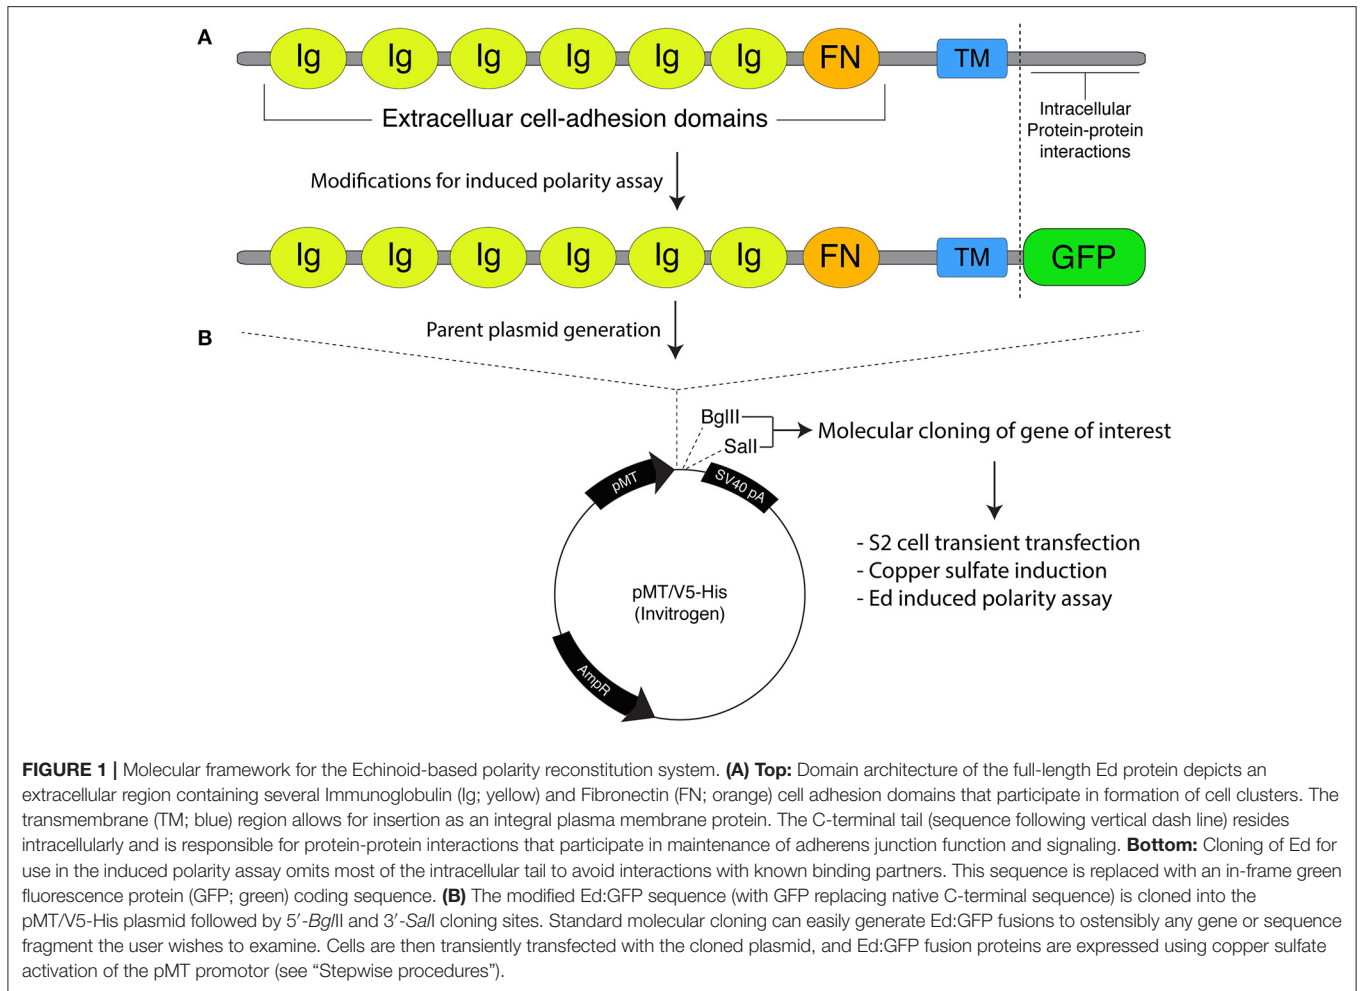 A
Ig Ig Ig Ig Ig Ig FN TM
Extracelluar cell-adhesion domains
Intracellular
Protein-protein
interactions
Modifications for induced polarity assay
Ig Ig Ig Ig Ig Ig FN TM GFP
Parent plasmid generation
B
BglII
SalI
Molecular cloning of gene of interest
pMT
SV40 pA
- S2 cell transient transfection
- Copper sulfate induction
- Ed induced polarity assay
pMT/V5-His
(Invitrogen)
AmpR
FIGURE 1 | Molecular framework for the Echinoid-based polarity reconstitution system. (A) Top: Domain architecture of the full-length Ed protein depicts an
extracellular region containing several Immunoglobulin (Ig; yellow) and Fibronectin (FN; orange) cell adhesion domains that participate in formation of cell clusters. The
transmembrane (TM; blue) region allows for insertion as an integral plasma membrane protein. The C-terminal tail (sequence following vertical dash line) resides
intracellularly and is responsible for protein-protein interactions that participate in maintenance of adherens junction function and signaling. Bottom: Cloning of Ed for
use in the induced polarity assay omits most of the intracellular tail to avoid interactions with known binding partners. This sequence is replaced with an in-frame green
fluorescence protein (GFP; green) coding sequence. (B) The modified Ed:GFP sequence (with GFP replacing native C-terminal sequence) is cloned into the
pMT/V5-His plasmid followed by 5′-BglII and 3′-SalI cloning sites. Standard molecular cloning can easily generate Ed:GFP fusions to ostensibly any gene or sequence
fragment the user wishes to examine. Cells are then transiently transfected with the cloned plasmid, and Ed:GFP fusion proteins are expressed using copper sulfate
activation of the pMT promotor (see “Stepwise procedures”).